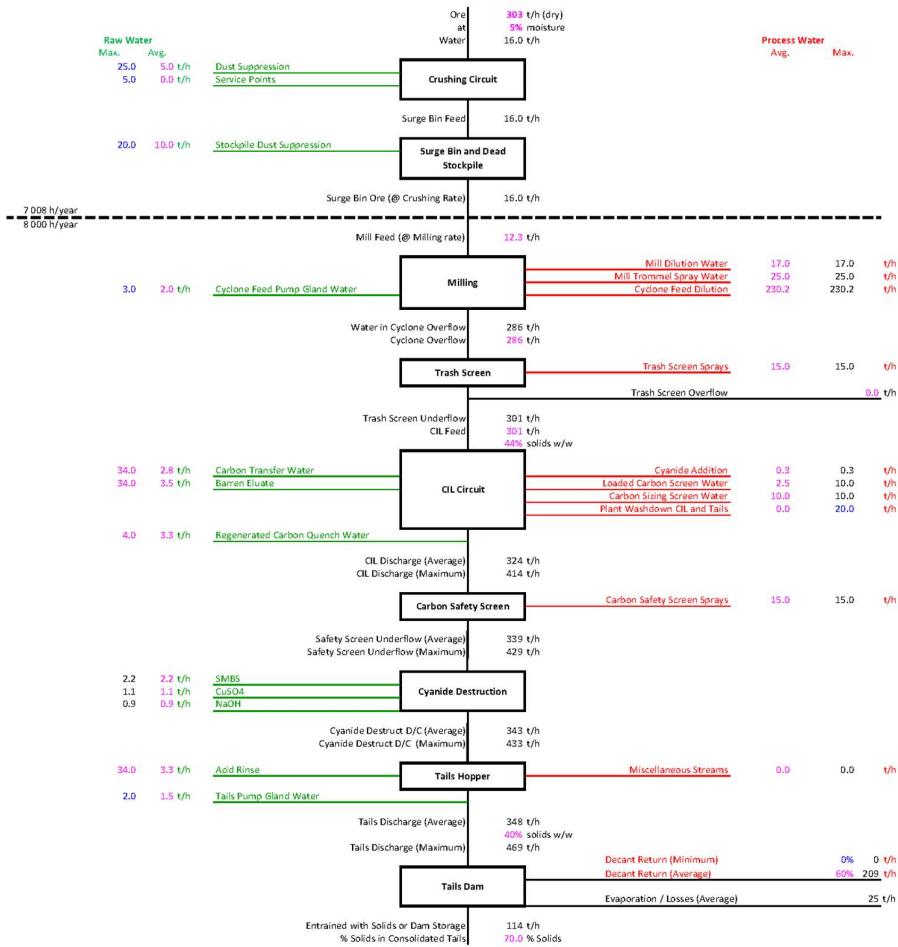 Ore 303 t/h (dry)
at 5% moisture
Raw Water Water 16.0 t/h Process Water
Max. Avg. Avg. Max.
25.0 5.0 t/h Dust Suppression
5.0 0.0 t/h Service Points
Crushing Circuit
Surge Bin Feed 16.0 t/h
20.0 10.0 t/h Stockpile Dust Suppression
Surge Bin and Dead
Stockpile
Surge Bin Ore (@ Crushing Rate) 16.0 t/h
7 008 h/year
8 000 h/year
Mill Feed (@ Milling rate) 12.3 t/h
Mill Dilution Water 17.0 17.0 t/h
Mill Trommel Spray Water 25.0 25.0 t/h
Milling
3.0 2.0 t/h Cyclone Feed Pump Gland Water Cyclone Feed Dilution 230.2 230.2 t/h
Water in Cyclone Overflow 286 t/h
Cyclone Overflow 286 t/h
Trash Screen Trash Screen Sprays 15.0 15.0 t/h
Trash Screen Overflow 0.0 t/h
Trash Screen Underflow 301 t/h
CIL Feed 301 t/h
44% solids w/w
34.0 2.8 t/h Carbon Transfer Water Cyanide Addition 0.3 0.3 t/h
34.0 3.5 t/h Barren Eluate CIL Circuit Loaded Carbon Screen Water 2.5 10.0 t/h
Carbon Sizing Screen Water 10.0 10.0 t/h
Plant Washdown CIL and Tails 0.0 20.0 t/h
4.0 3.3 t/h Regenerated Carbon Quench Water
CIL Discharge (Average) 324 t/h
CIL Discharge (Maximum) 414 t/h
Carbon Safety Screen Carbon Safety Screen Sprays 15.0 15.0 t/h
Safety Screen Underflow (Average) 339 t/h
Safety Screen Underflow (Maximum) 429 t/h
2.2 2.2 t/h SMBS
1.1 1.1 t/h CuSO4 Cyanide Destruction
0.9 0.9 t/h NaOH
Cyanide Destruct D/C (Average) 343 t/h
Cyanide Destruct D/C (Maximum) 433 t/h
34.0 3.3 t/h Acid Rinse Tails Hopper Miscellaneous Streams 0.0 0.0 t/h
2.0 1.5 t/h Tails Pump Gland Water
Tails Discharge (Average) 348 t/h
40% solids w/w
Tails Discharge (Maximum) 469 t/h
Decant Return (Minimum) 0% 0 t/h
Decant Return (Average) 60% 209 t/h
Tails Dam
Evaporation / Losses (Average) 25 t/h
Entrained with Solids or Dam Storage 114 t/h
% Solids in Consolidated Tails 70.0 % Solids